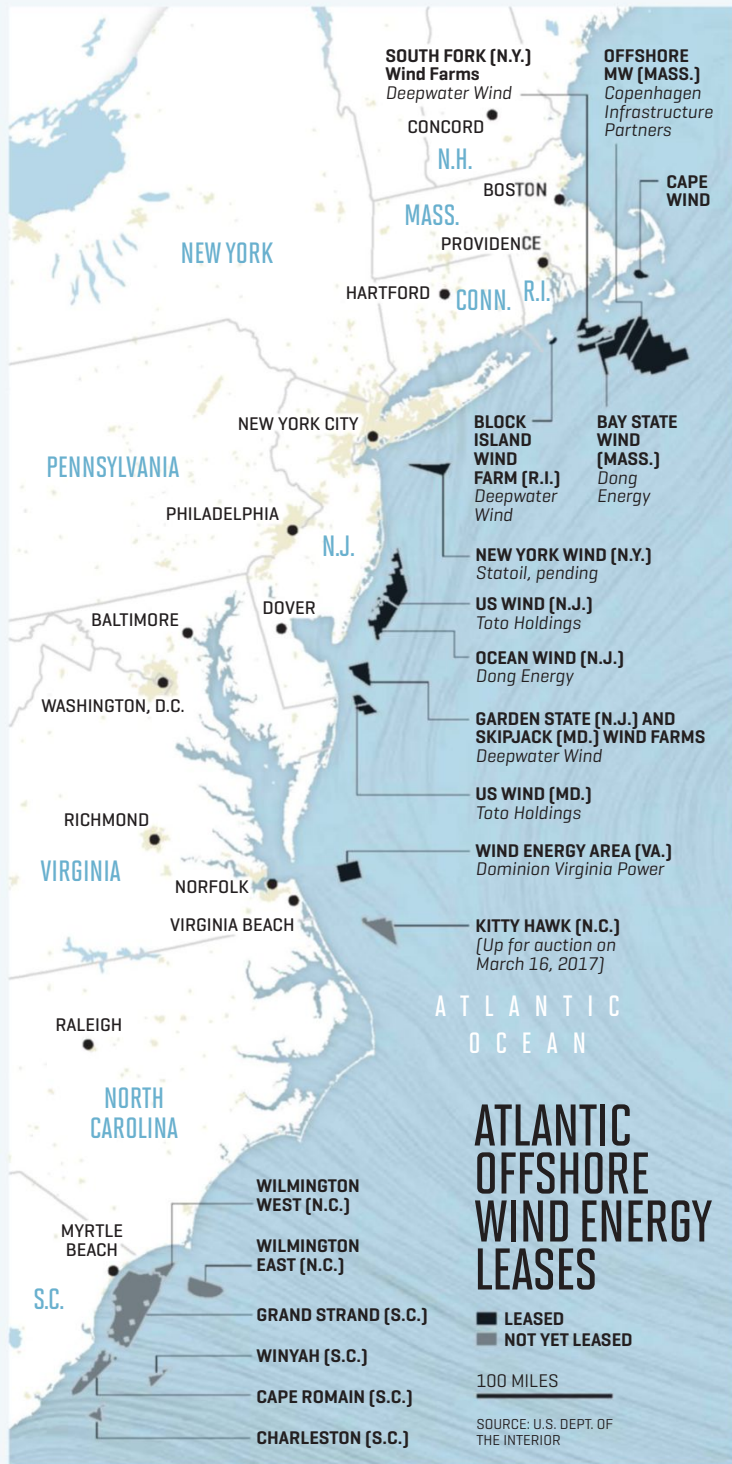 SOUTH FORK (N.Y.)
Wind Farms
Deepwater Wind
OFFSHORE
MW (MASS.)
Copenhagen
Infrastructure
Partners
CONCORD
N.H.
BOSTON
CAPE
WIND
MASS.
PROVIDENCE
NEW YORK
HARTFORD
CONN.
R.I.
NEW YORK CITY
BLOCK
ISLAND
WIND
FARM (R.I.)
Deepwater
Wind
BAY STATE
WIND
(MASS.)
Dong
Energy
PENNSYLVANIA
PHILADELPHIA
N.J.
NEW YORK WIND (N.Y.)
Statoil, pending
US WIND (N.J.)
Toto Holdings
BALTIMORE
DOVER
OCEAN WIND (N.J.)
Dong Energy
WASHINGTON, D.C.
GARDEN STATE (N.J.) AND
SKIPJACK (MD.) WIND FARMS
Deepwater Wind
US WIND (MD.)
Toto Holdings
RICHMOND
VIRGINIA
WIND ENERGY AREA (VA.)
Dominion Virginia Power
NORFOLK
VIRGINIA BEACH
KITTY HAWK (N.C.)
(Up for auction on
March 16, 2017)
ATLANTIC
OCEAN
RALEIGH
NORTH
CAROLINA
ATLANTIC
OFFSHORE
WIND ENERGY
LEASES
WILMINGTON
WEST (N.C.)
MYRTLE
BEACH
WILMINGTON
EAST (N.C.)
S.C.
GRAND STRAND (S.C.)
WINYAH (S.C.)
CAPE ROMAIN (S.C.)
CHARLESTON (S.C.)
LEASED
NOT YET LEASED
100 MILES
SOURCE: U.S. DEPT. OF
THE INTERIOR